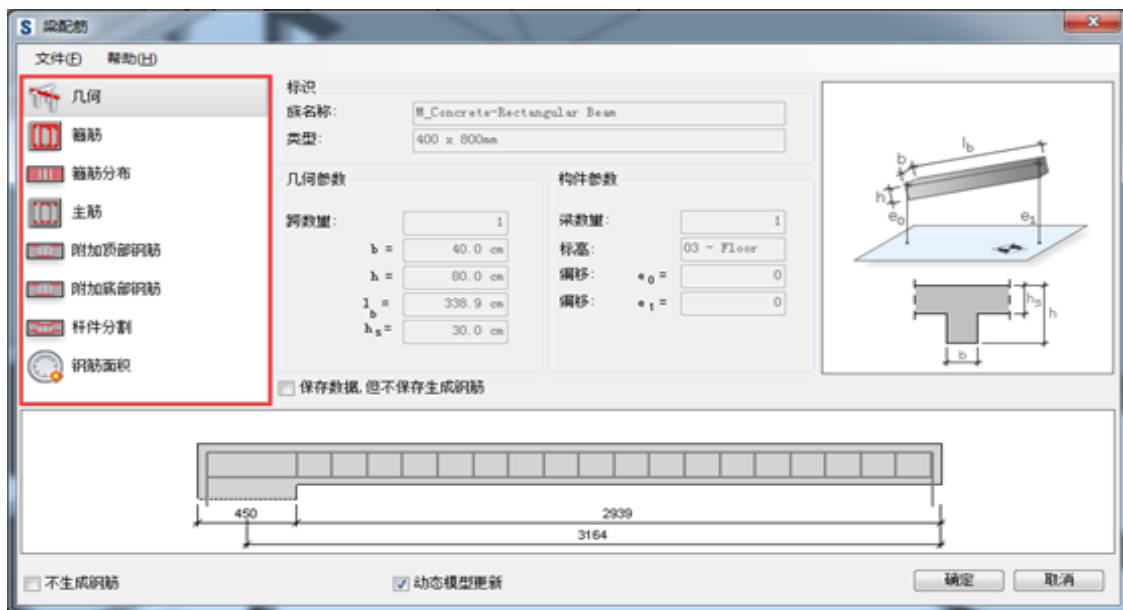 S 梁配筋
文件(F) 帮助(H)
几何
箍筋
箍筋分布
主筋
附加顶部钢筋
附加底部钢筋
杆件分割
钢筋面积
标识
族名称: M_Concrete-Rectangular Beam
类型: 400 x 800mm
几何参数
跨数量: 1
b = 40.0 cm
h = 80.0 cm
l b = 338.9 cm
h s = 30.0 cm
构件参数
梁数量: 1
标高: 03 - Floor
偏移: e 0 = 0
偏移: e 1 = 0
保存数据,但不保存生成钢筋
b
lb
h
e0
e1
hs
h
b
450
2939
3164
不生成钢筋
动态模型更新
确定
取消